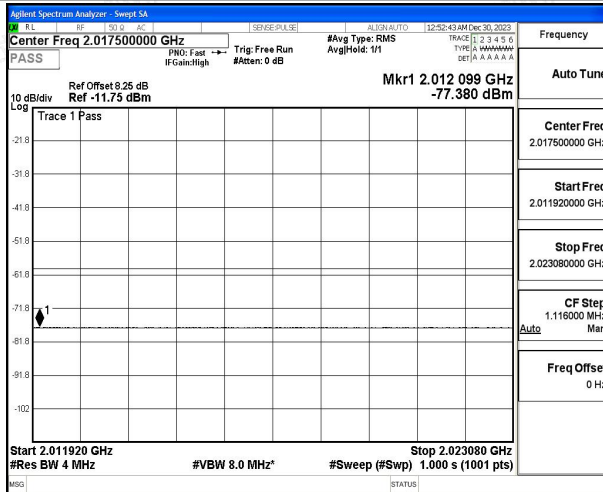 Agilent Spectrum Analyzer - Swept SA
RL RF 50 Ω AC SENSE:PULSE ALIGN AUTO 12:52:43 AM Dec 30, 2023
Center Freq 2.017500000 GHz #Avg Type: RMS TRACE 1 2 3 4 5 6
PASS PNO: Fast Trig: Free Run Avg|Hold: 1/1 TYPE A WWWWW
IFGain:High #Atten: 0 dB DET A A A A A A
Ref Offset 8.25 dB Mkr1 2.012 099 GHz
10 dB/div Ref -11.75 dBm -77.380 dBm
Log
Trace 1 Pass
-21.8
-31.8
-41.8
-51.8
-61.8
-71.8
1
-81.8
-91.8
-102
Start 2.011920 GHz Stop 2.023080 GHz
#Res BW 4 MHz #VBW 8.0 MHz* #Sweep (#Swp) 1.000 s (1001 pts)
MSG STATUS
Frequency
Auto Tune
Center Freq
2.017500000 GHz
Start Freq
2.011920000 GHz
Stop Freq
2.023080000 GHz
CF Step
1.116000 MHz
Auto Man
Freq Offset
0 Hz